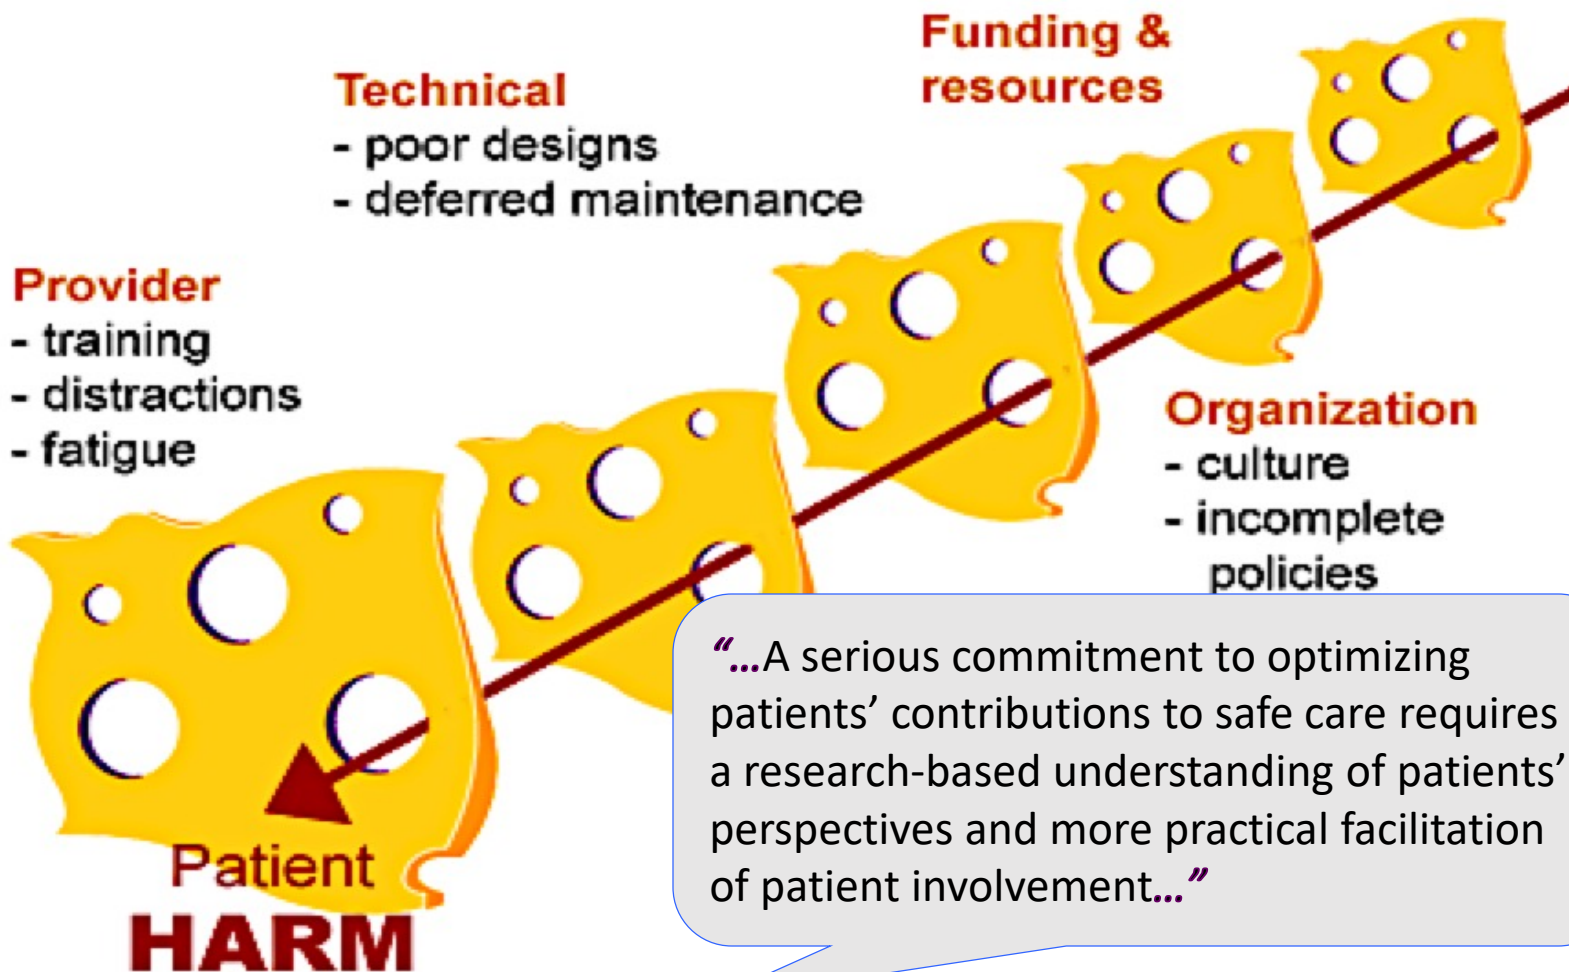 Funding &
resources
Technical
- poor designs
- deferred maintenance
Provider
- training
- distractions
- fatigue
Organization
- culture
- incomplete
policies
“…A serious commitment to optimizing
patients’ contributions to safe care requires
a research-based understanding of patients’
perspectives and more practical facilitation
of patient involvement…”
Patient
HARM